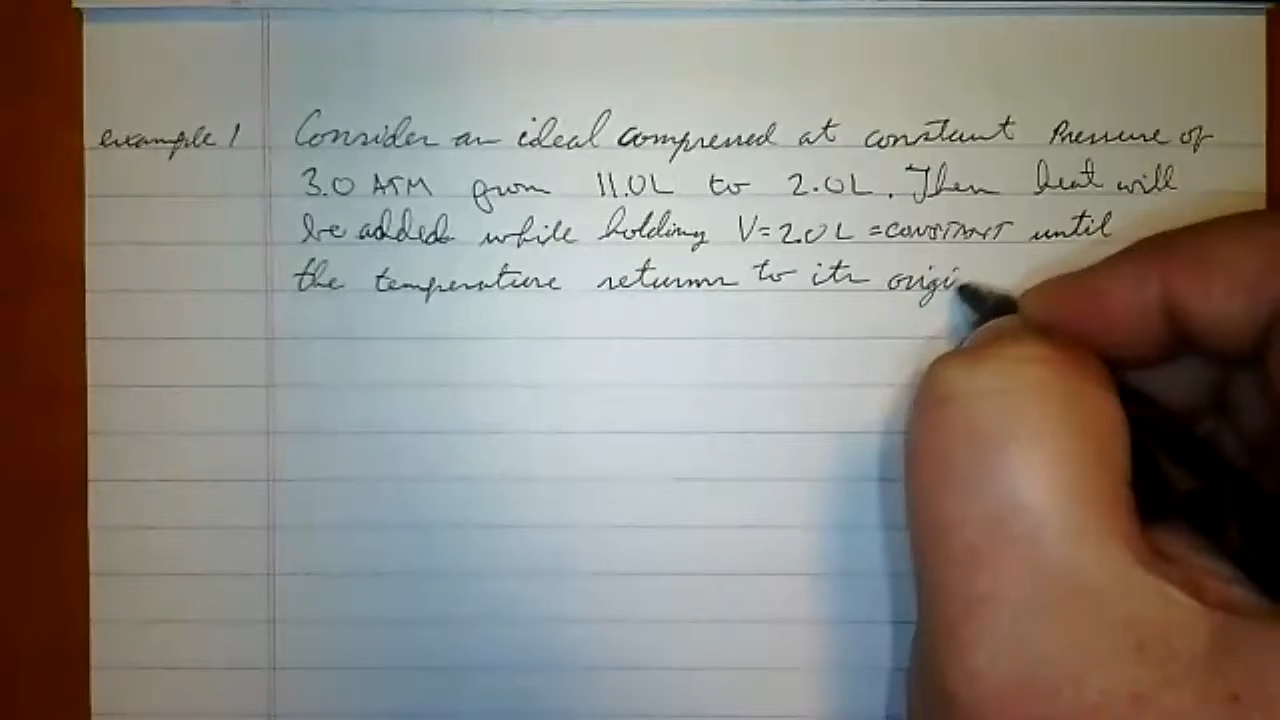 example 1 Consider an ideal compressed at constant Pressure of
3.0 ATM from 11.0L to 2.0L. Then heat will
be added while holding V=2.0L =CONSTANT until
the temperature returns to its origi